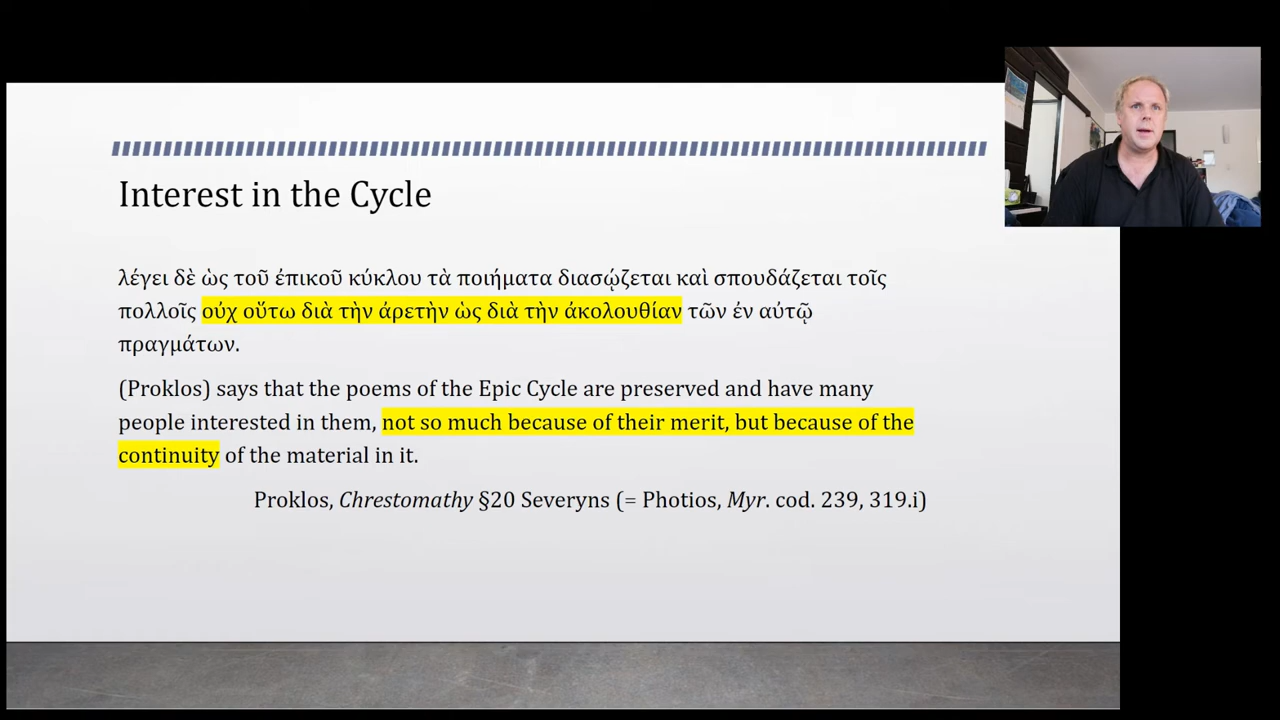 Interest in the Cycle
λέγει δὲ ὡς τοῦ ἐπικοῦ κύκλου τὰ ποιήματα διασῴζεται καὶ σπουδάζεται τοῖς
πολλοῖς οὐχ οὕτω διὰ τὴν ἀρετὴν ὡς διὰ τὴν ἀκολουθίαν τῶν ἐν αὐτῷ
πραγμάτων.
(Proklos) says that the poems of the Epic Cycle are preserved and have many
people interested in them, not so much because of their merit, but because of the
continuity of the material in it.
Proklos, Chrestomathy §20 Severyns (= Photios, Myr. cod. 239, 319.i)